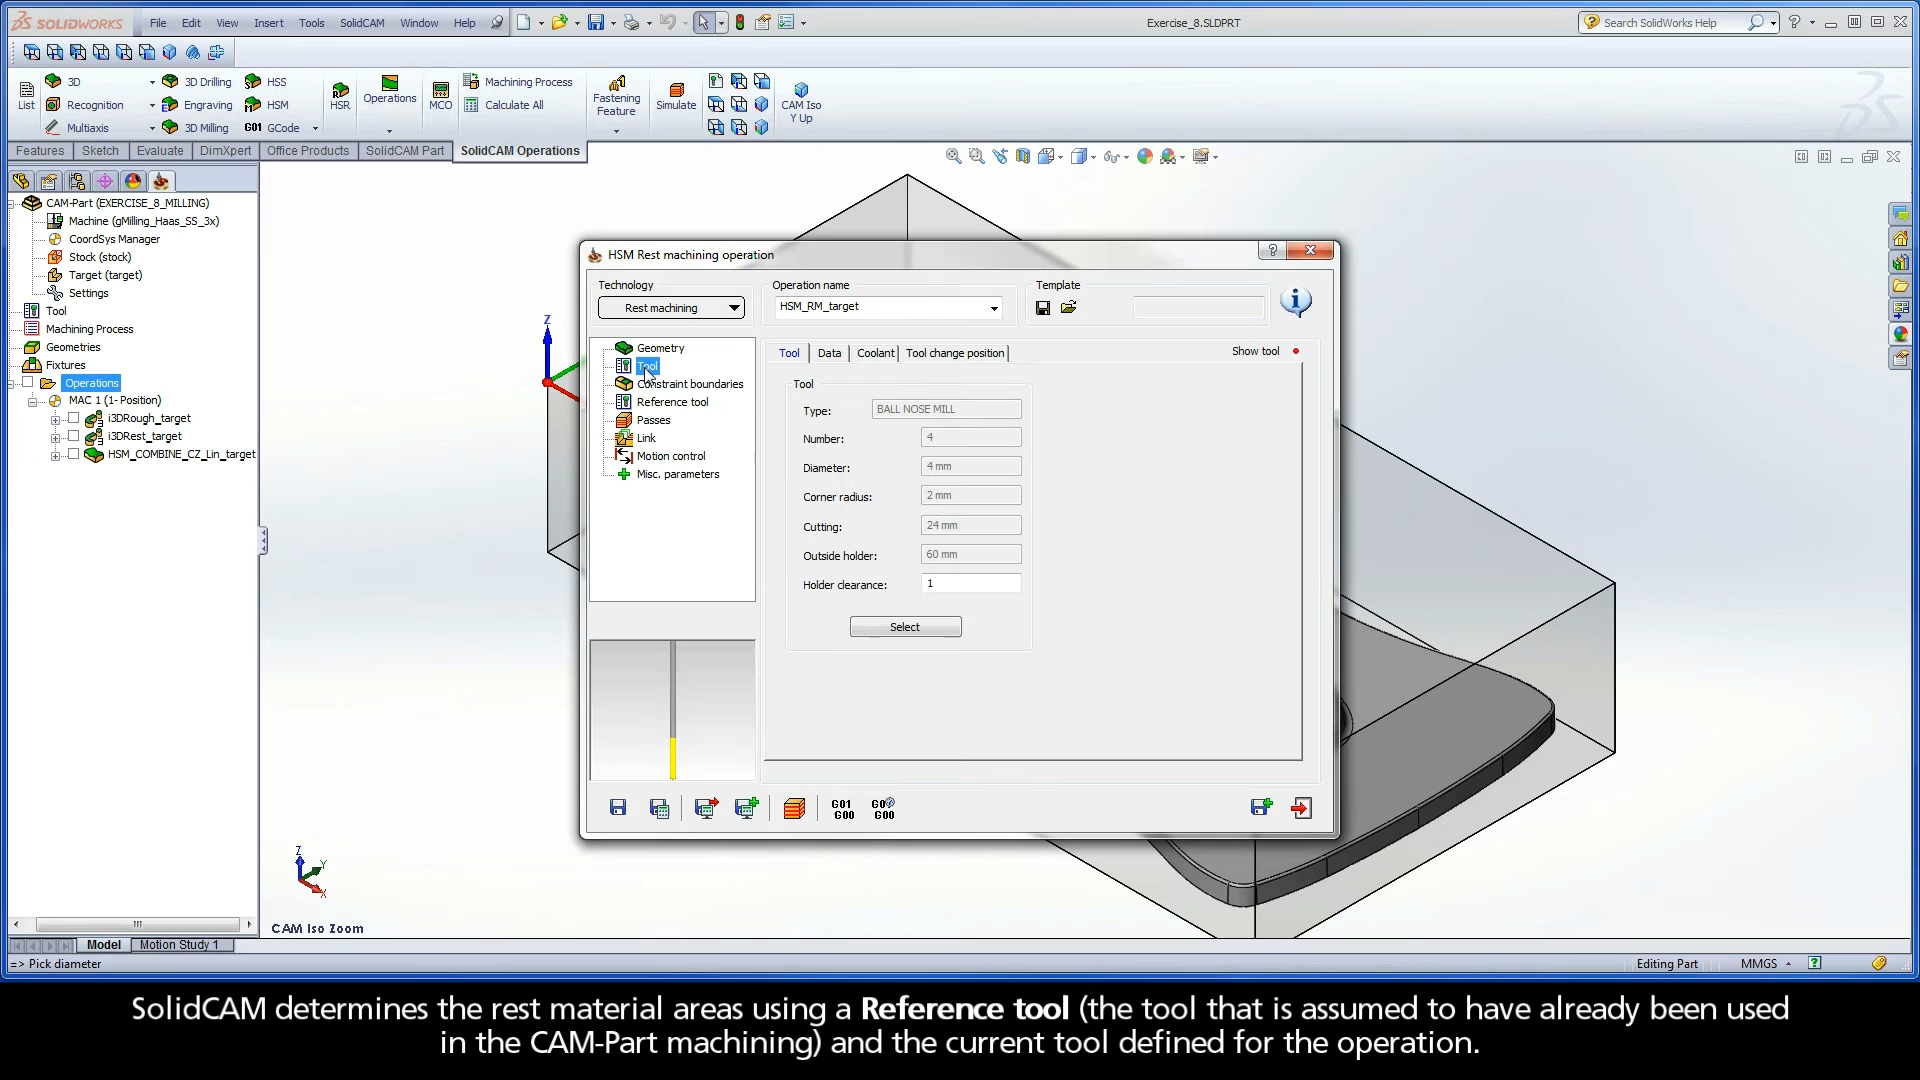 SOLIDWORKS
File Edit View Insert Tools SolidCAM Window Help
Exercise_8.SLDPRT
Search SolidWorks Help
List
3D
Recognition
Multiaxis
3D Drilling
Engraving
3D Milling
HSS
HSM
G01 GCode
HSR
Operations
MCO
Machining Process
Calculate All
Fastening
Feature
Simulate
CAM Iso
Y Up
Features Sketch Evaluate DimXpert Office Products SolidCAM Part SolidCAM Operations
CAM-Part (EXERCISE_8_MILLING)
Machine (gMilling_Haas_SS_3x)
CoordSys Manager
Stock (stock)
Target (target)
Settings
Tool
Machining Process
Geometries
Fixtures
Operations
MAC 1 (1- Position)
i3DRough_target
i3DRest_target
HSM_COMBINE_CZ_Lin_target
Z
HSM Rest machining operation
Technology
Rest machining
Operation name
HSM_RM_target
Template
Geometry
Tool
Constraint boundaries
Reference tool
Passes
Link
Motion control
Misc. parameters
Tool Data Coolant Tool change position
Show tool
Tool
Type: BALL NOSE MILL
Number: 4
Diameter: 4 mm
Corner radius: 2 mm
Cutting: 24 mm
Outside holder: 60 mm
Holder clearance: 1
Select
G01
G00
G0
G00
Z
Y
X
CAM Iso Zoom
Model Motion Study 1
=> Pick diameter
Editing Part
MMGS
SolidCAM determines the rest material areas using a Reference tool (the tool that is assumed to have already been used
in the CAM-Part machining) and the current tool defined for the operation.